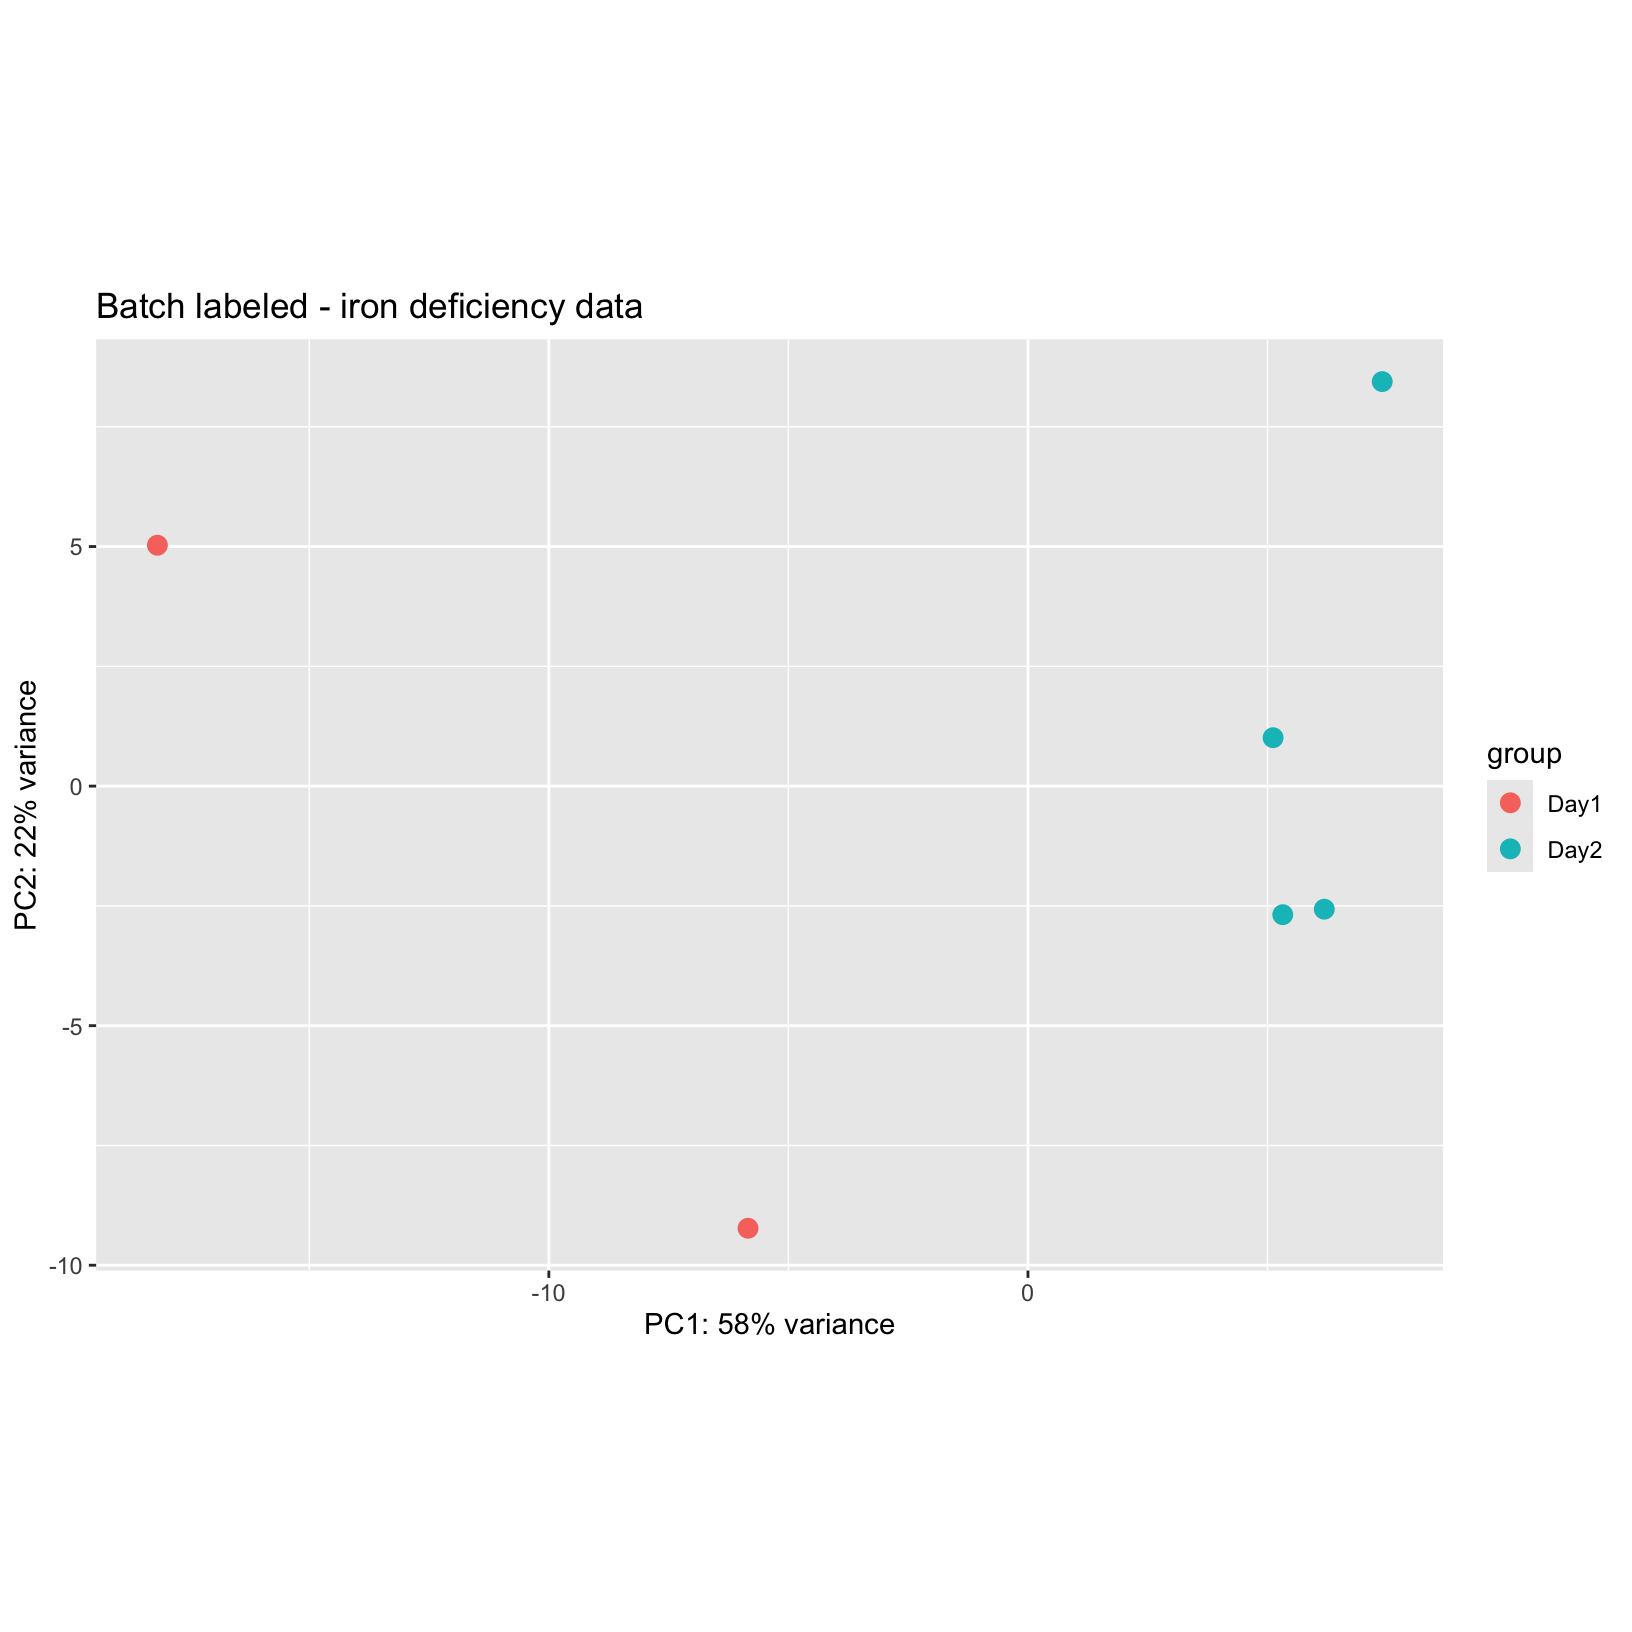 Batch labeled - iron deficiency data
PC2: 22% variance
5
0
-5
-10
-10
0
PC1: 58% variance
group
Day1
Day2